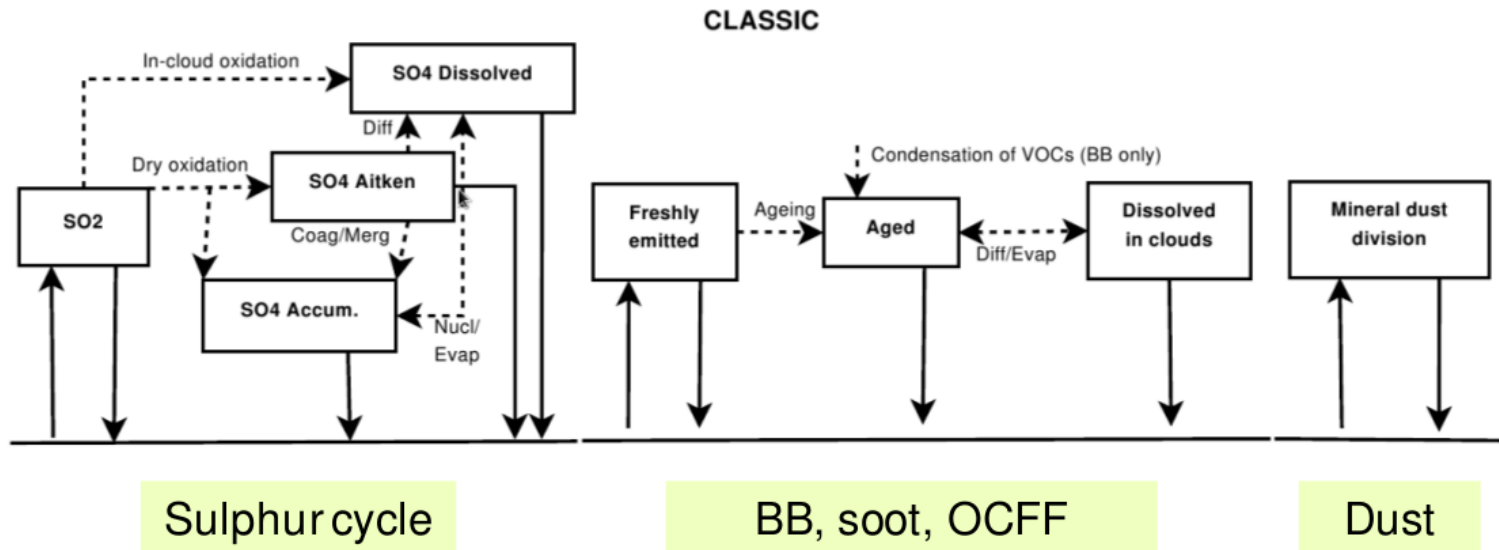 CLASSIC
In-cloud oxidation
SO4 Dissolved
Diff
Dry oxidation
SO4 Aitken
SO2
Coag/Merg
SO4 Accum.
Nucl/
Evap
Condensation of VOCs (BB only)
Freshly
emitted
Ageing
Aged
Diff/Evap
Dissolved
in clouds
Mineral dust
division
Sulphur cycle
BB, soot, OCFF
Dust